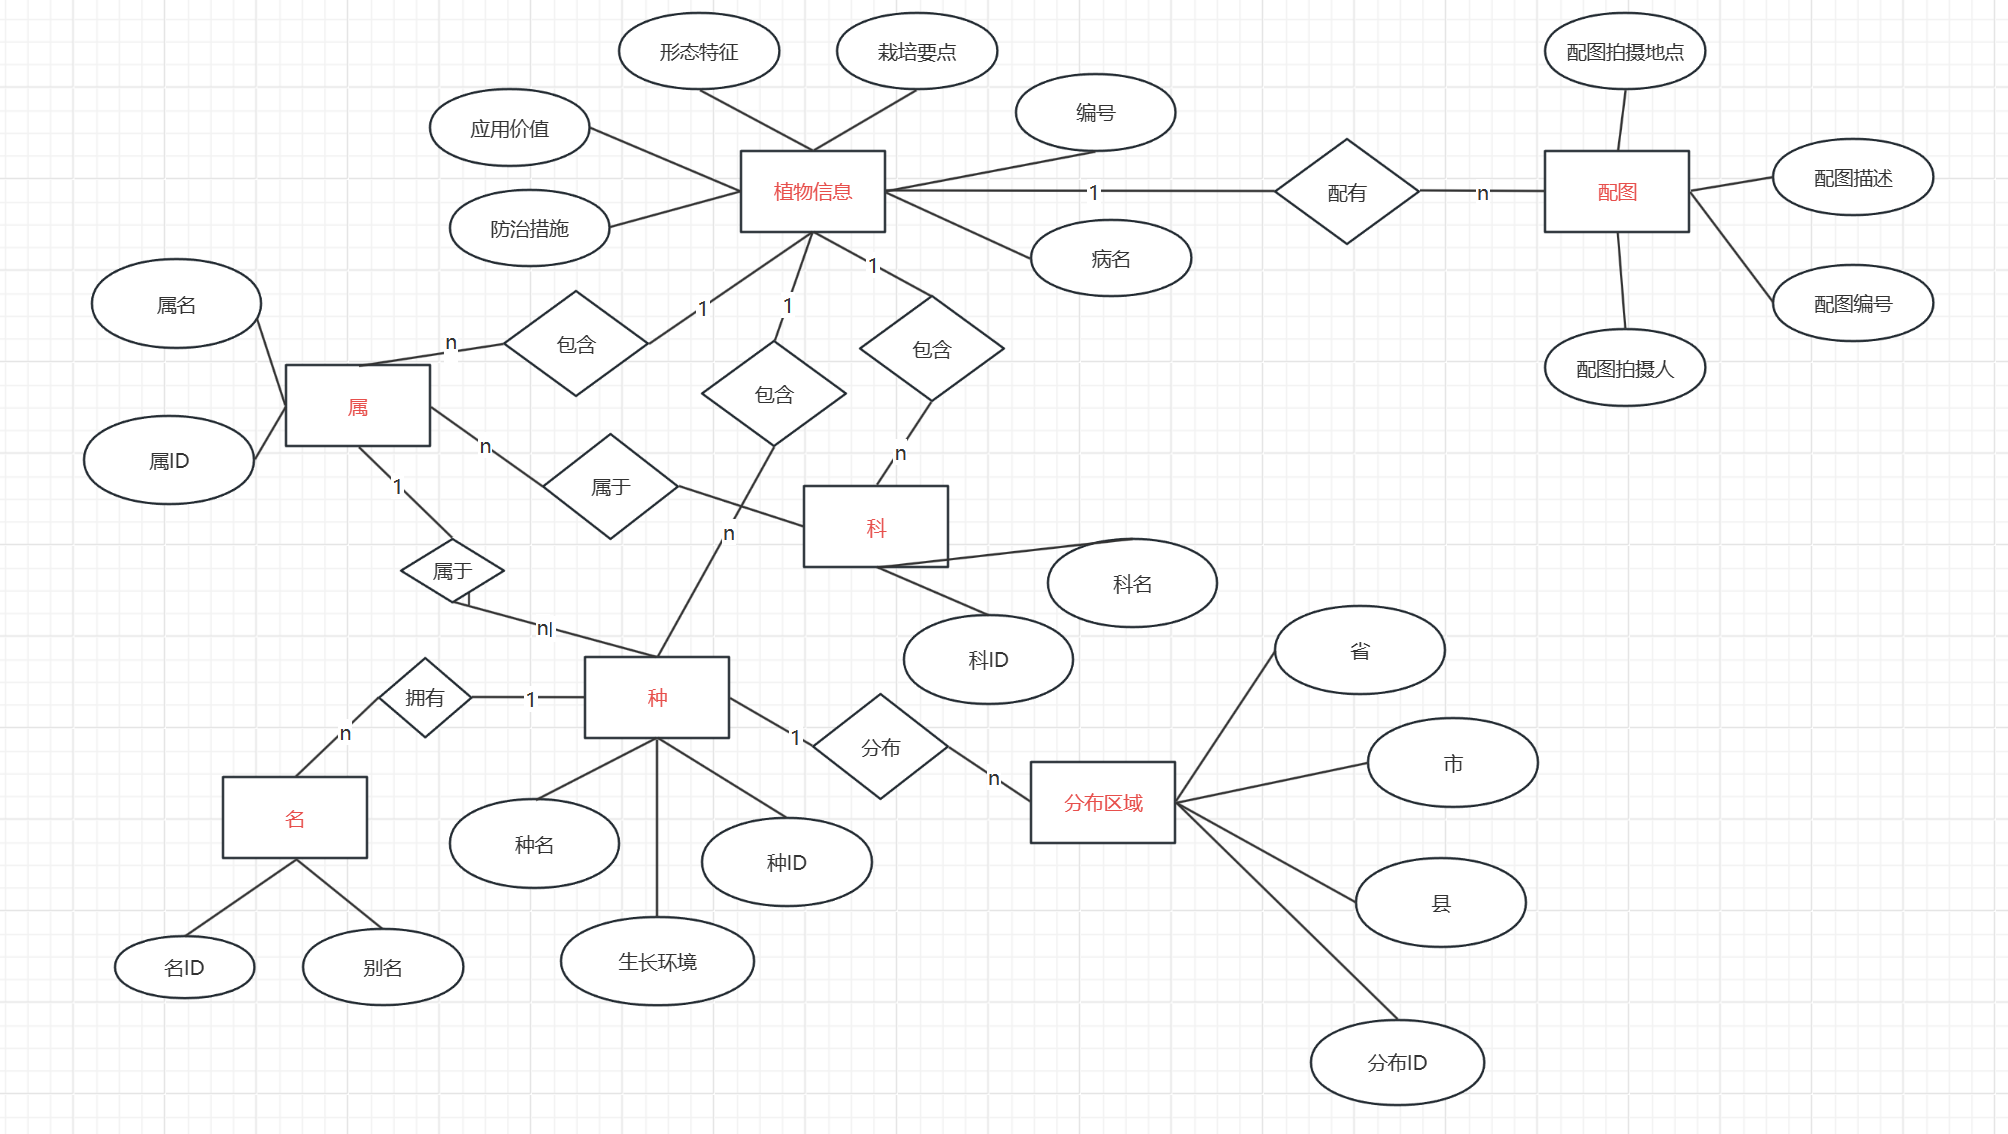 形态特征
栽培要点
配图拍摄地点
应用价值
编号
植物信息
1
配有
n
配图
配图描述
防治措施
病名
配图编号
属名
n
包含
1
1
1
包含
包含
配图拍摄人
属
属ID
1
n
属于
n
n
科
属于
科名
科ID
n
省
n
拥有
1
种
1
分布
n
市
名
种名
种ID
分布区域
县
名ID
别名
生长环境
分布ID